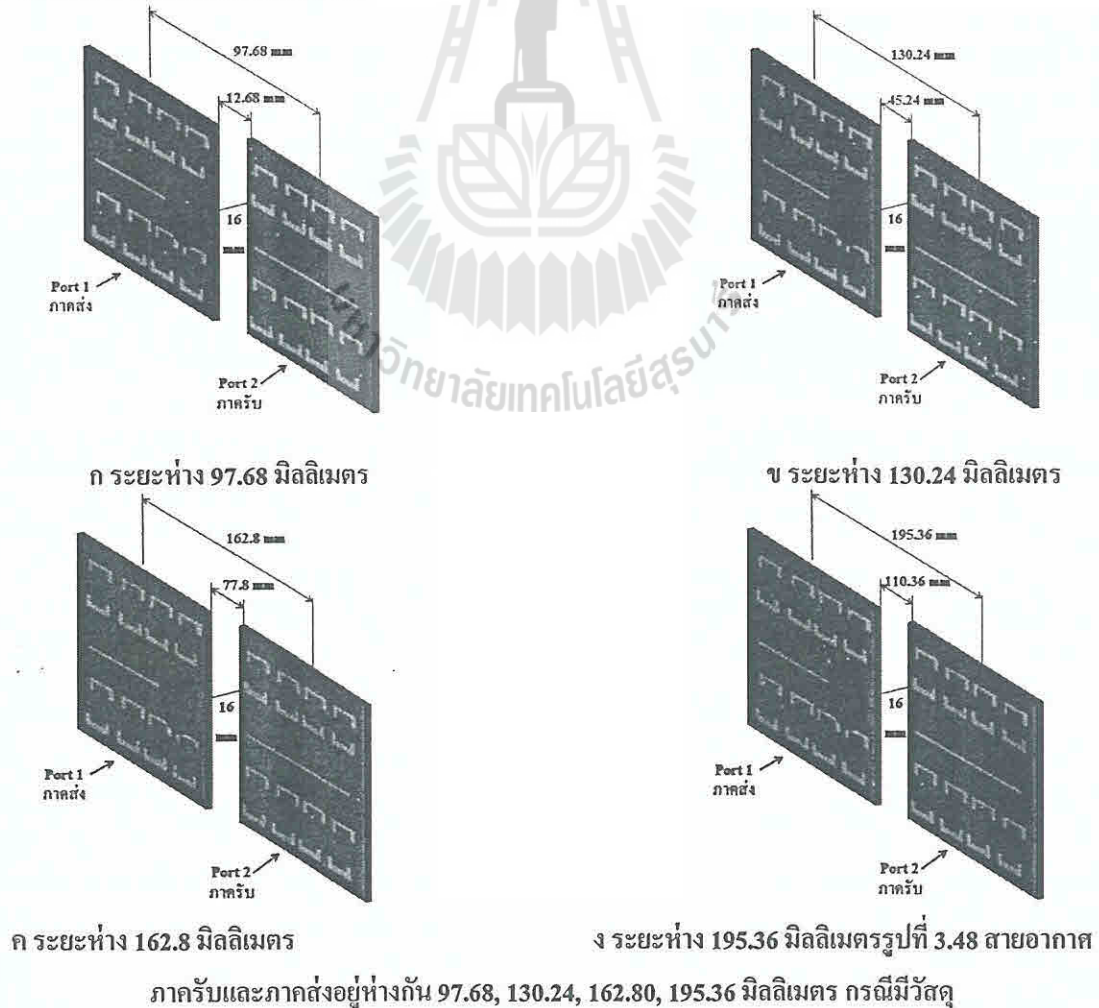 97.68 mm
12.68 mm
16
mm
Port 1
ภาคส่ง
Port 2
ภาครับ
ก ระยะห่าง 97.68 มิลลิเมตร
130.24 mm
45.24 mm
16
mm
Port 1
ภาคส่ง
Port 2
ภาครับ
ข ระยะห่าง 130.24 มิลลิเมตร
162.8 mm
77.8 mm
16
mm
Port 1
ภาคส่ง
Port 2
ภาครับ
ค ระยะห่าง 162.8 มิลลิเมตร
195.36 mm
110.36 mm
16
mm
Port 1
ภาคส่ง
Port 2
ภาครับ
ง ระยะห่าง 195.36 มิลลิเมตรรูปที่ 3.48 สายอากาศ
ภาครับและภาคส่งอยู่ห่างกัน 97.68, 130.24, 162.80, 195.36 มิลลิเมตร กรณีมีวัสดุ
มหาวิทยาลัยเทคโนโลยีสุรนารี